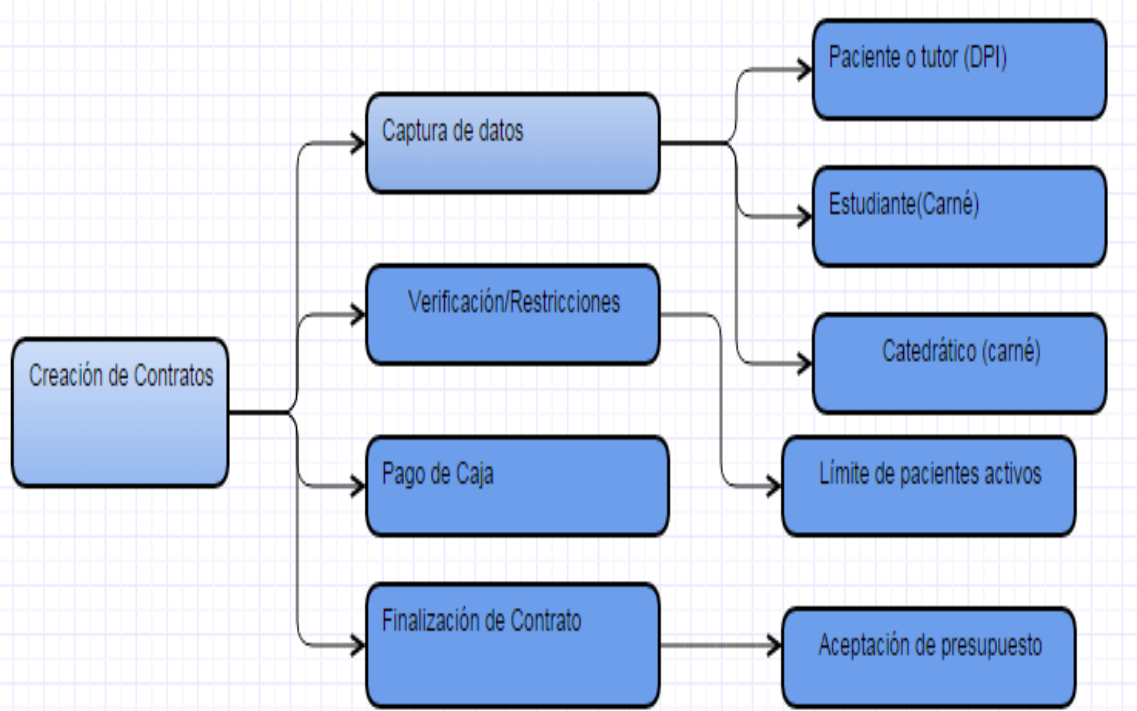 Paciente o tutor (DPI)
Captura de datos
Estudiante(Carné)
Verificación/Restricciones
Catedrático (carné)
Creación de Contratos
Pago de Caja
Límite de pacientes activos
Finalización de Contrato
Aceptación de presupuesto